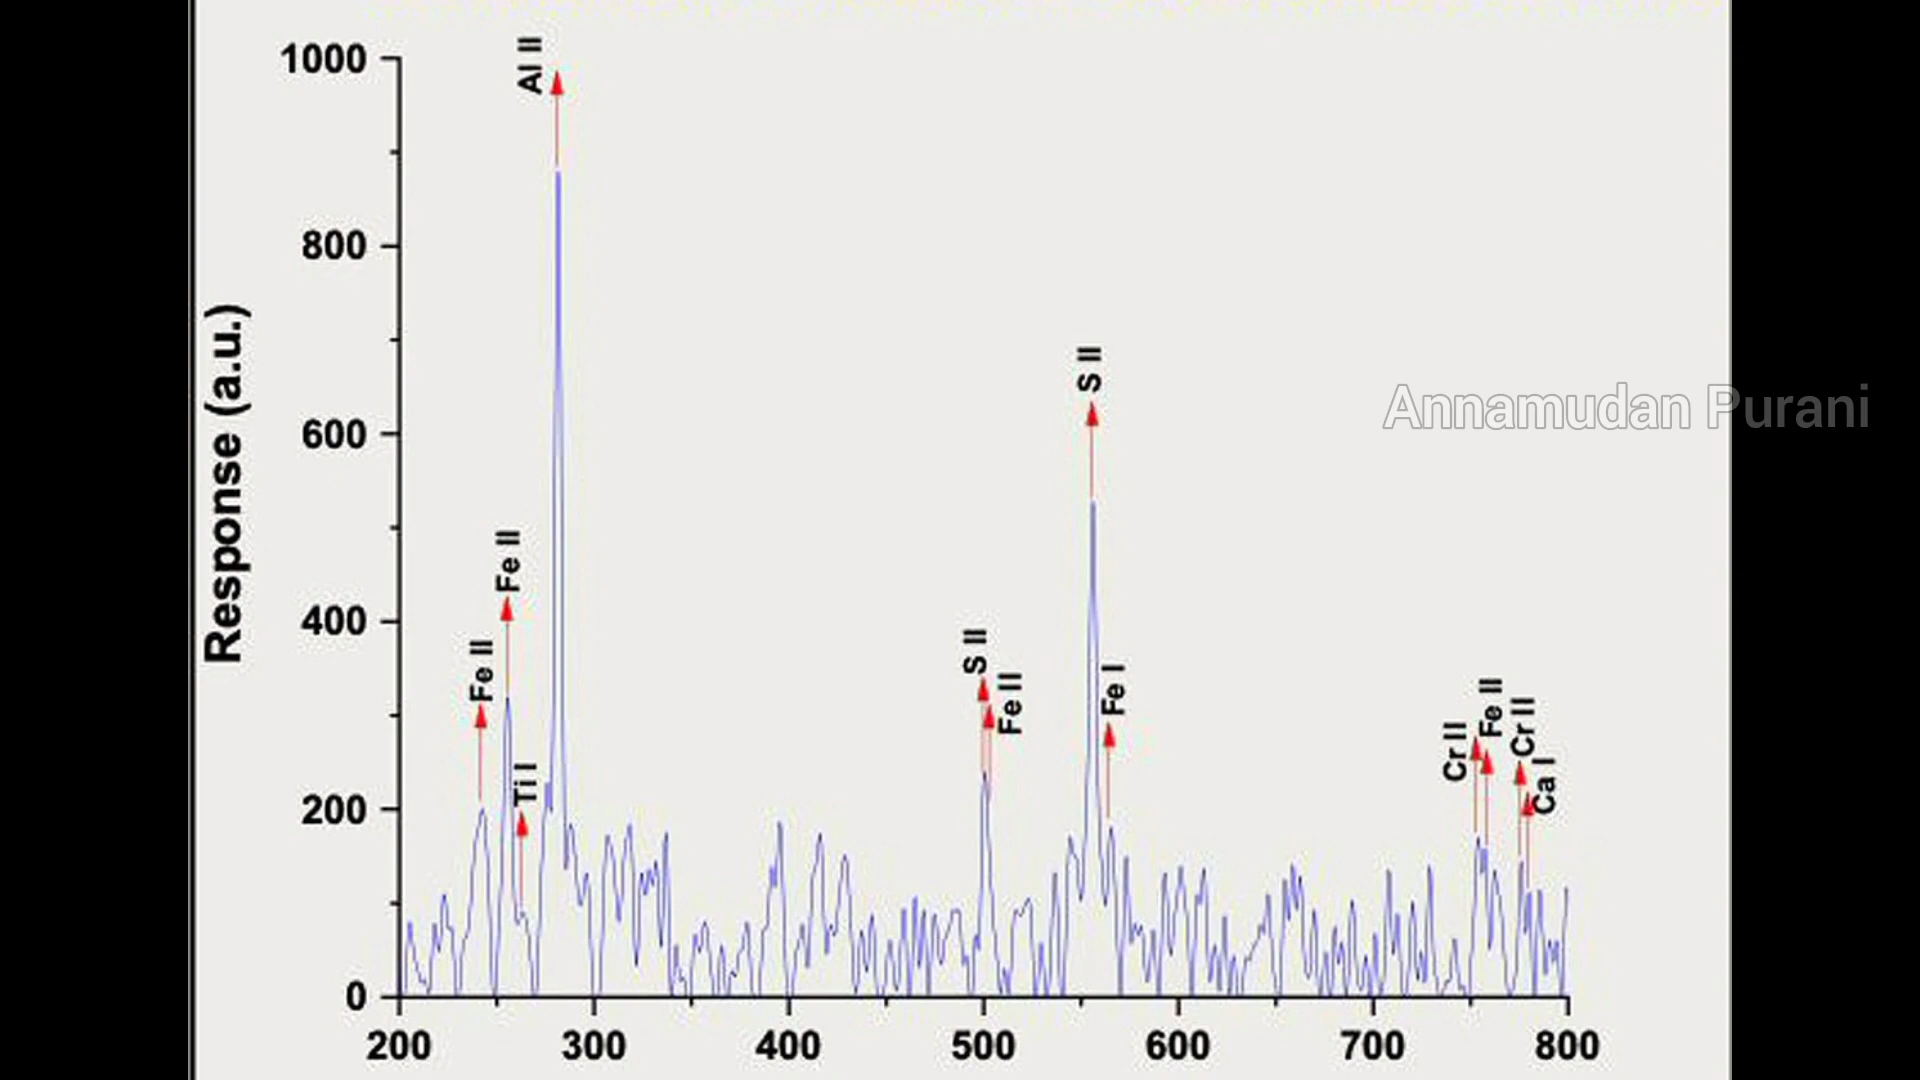 1000
800
600
400
200
0
Response (a.u.)
Al II
Fe II
Fe II
Ti I
S II
Fe II
S II
Fe I
Cr II
Fe II
Cr II
Ca I
Annamudan Purani
200 300 400 500 600 700 800